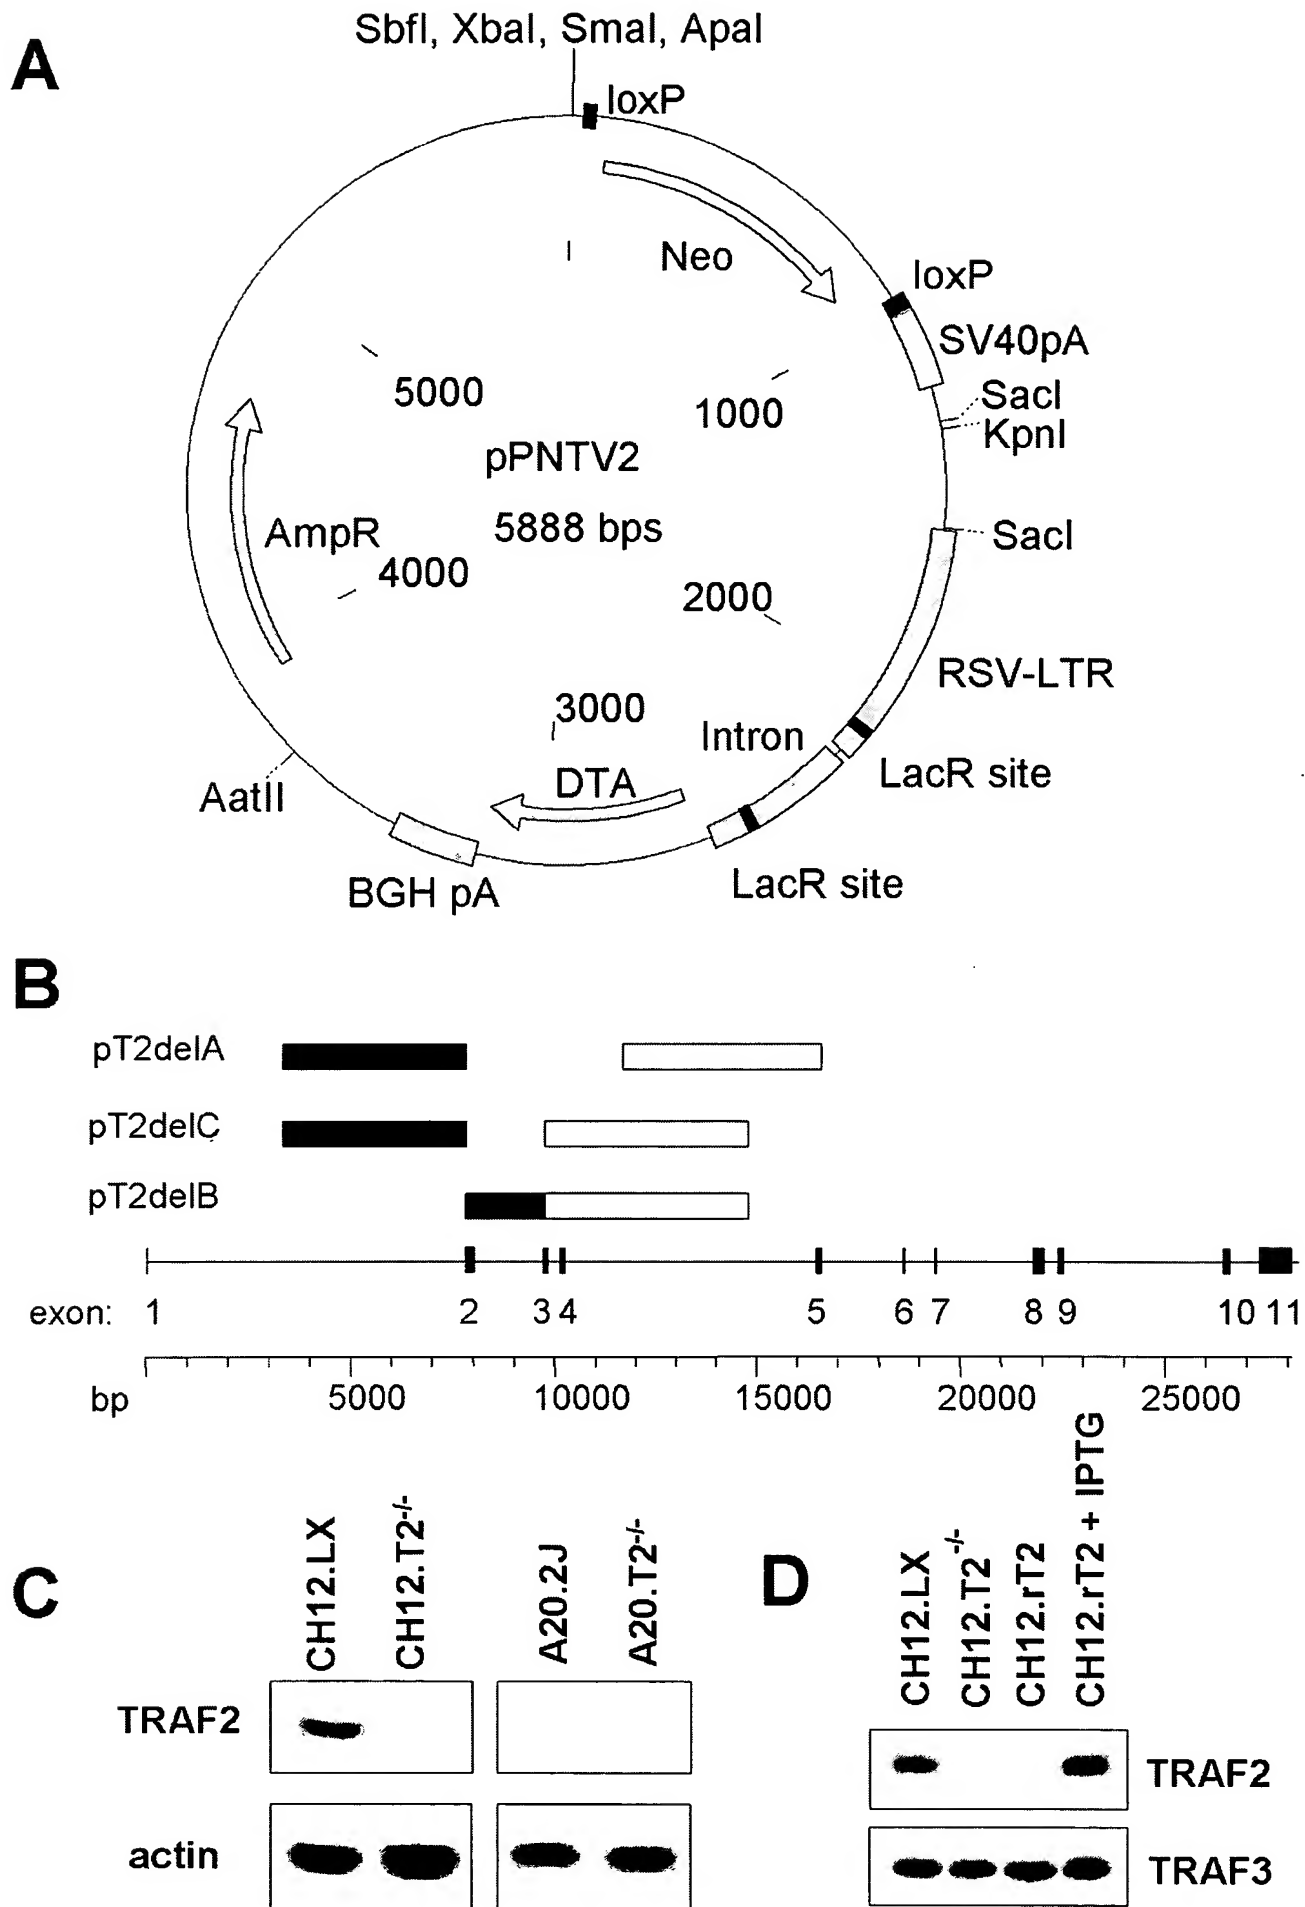 A
SbfI, XbaI, SmaI, ApaI
loxP
Neo
loxP
SV40pA
SacI
KpnI
5000
1000
pPNTV2
5888 bps
AmpR
SacI
4000
2000
RSV-LTR
3000
Intron
LacR site
DTA
AatII
BGH pA
LacR site
B
pT2delA
pT2delC
pT2delB
exon: 1 2 3 4 5 6 7 8 9 10 11
bp 5000 10000 15000 20000 25000
C
CH12.LX
CH12.T2-/-
A20.2J
A20.T2-/-
TRAF2
actin
D
CH12.LX
CH12.T2-/-
CH12.rT2
CH12.rT2 + IPTG
TRAF2
TRAF3